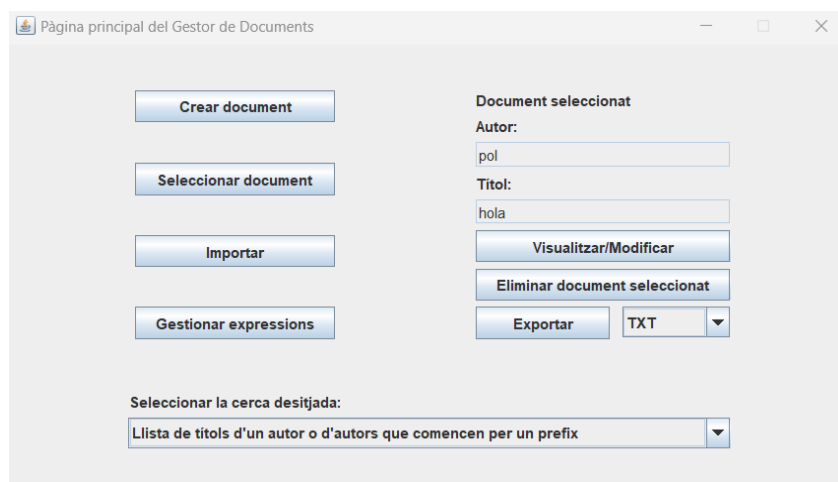 Pàgina principal del Gestor de Documents
Crear document
Seleccionar document
Importar
Gestionar expressions
Document seleccionat
Autor:
pol
Títol:
hola
Visualitzar/Modificar
Eliminar document seleccionat
Exportar
TXT
Seleccionar la cerca desitjada:
Llista de títols d'un autor o d'autors que comencen per un prefix